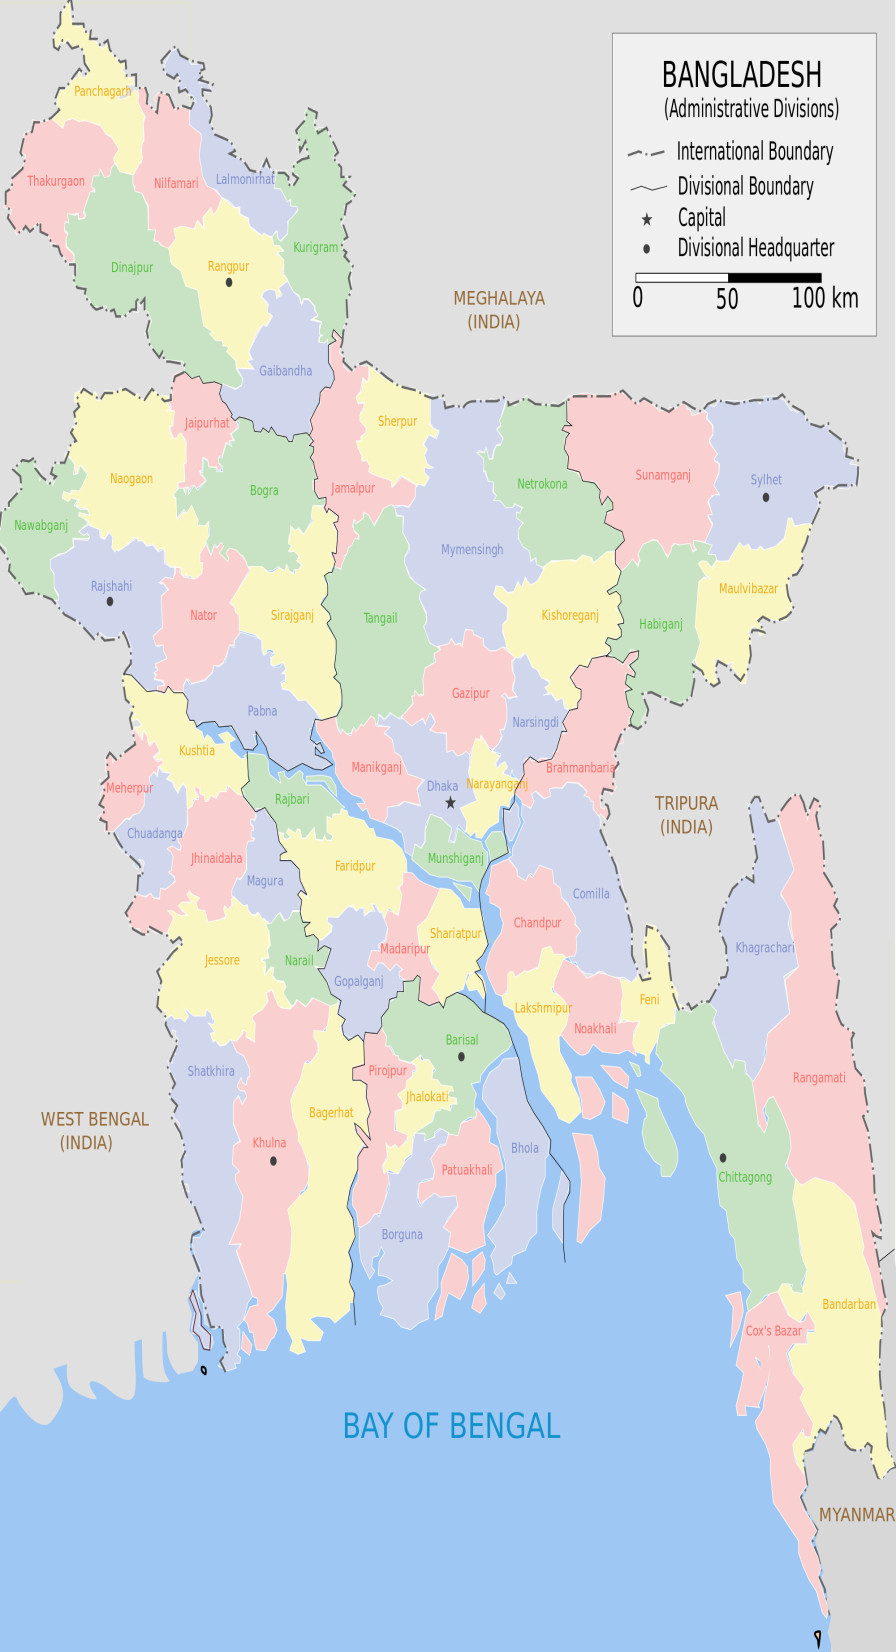 BANGLADESH
(Administrative Divisions)
International Boundary
Divisional Boundary
Capital
Divisional Headquarter
0 50 100 km
Panchagarh
Thakurgaon
Nilfamari
Lalmonirhat
Kurigram
Dinajpur
Rangpur
MEGHALAYA
(INDIA)
Gaibandha
Jaipurhat
Sherpur
Naogaon
Bogra
Jamalpur
Netrokona
Sunamganj
Sylhet
Nawabganj
Mymensingh
Rajshahi
Nator
Sirajganj
Tangail
Kishoreganj
Habiganj
Maulvibazar
Pabna
Gazipur
Narsingdi
Kushtia
Meherpur
Manikganj
Dhaka
Narayanganj
Brahmanbaria
Rajbari
TRIPURA
(INDIA)
Chuadanga
Jhinaidaha
Magura
Faridpur
Munshiganj
Comilla
Jessore
Narail
Gopalganj
Madaripur
Shariatpur
Chandpur
Khagrachari
Lakshmipur
Noakhali
Feni
Shatkhira
Barisal
Pirojpur
Jhalokati
Rangamati
WEST BENGAL
(INDIA)
Khulna
Bagerhat
Patuakhali
Bhola
Chittagong
Borguna
Bandarban
Cox's Bazar
BAY OF BENGAL
MYANMAR